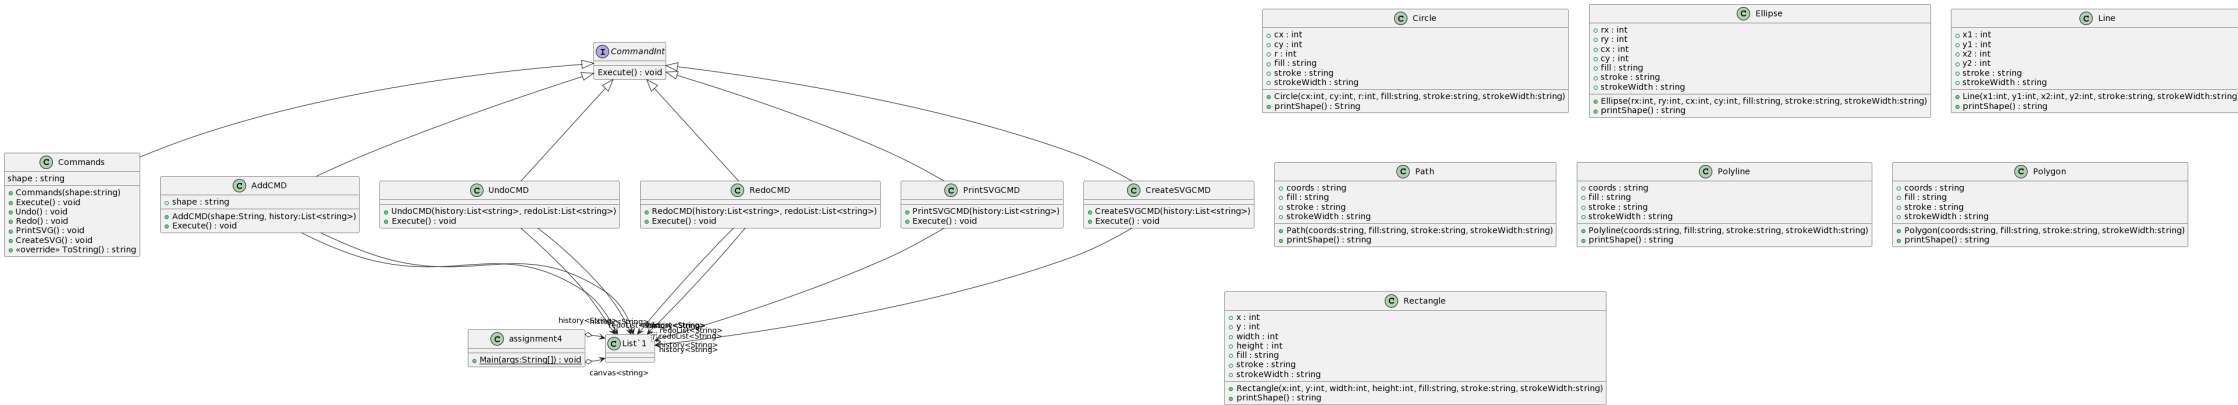 CommandInt
Execute() : void
Commands
shape : string
Commands(shape:string)
Execute() : void
Undo() : void
Redo() : void
PrintSVG() : void
CreateSVG() : void
«override» ToString() : string
AddCMD
shape : string
AddCMD(shape:String, history:List<string>)
Execute() : void
UndoCMD
UndoCMD(history:List<string>, redoList:List<string>)
Execute() : void
RedoCMD
RedoCMD(history:List<string>, redoList:List<string>)
Execute() : void
PrintSVGCMD
PrintSVGCMD(history:List<string>)
Execute() : void
CreateSVGCMD
CreateSVGCMD(history:List<string>)
Execute() : void
assignment4
Main(args:String[]) : void
List`1
redoList<String>
history<String>
history<String>
canvas<string>
Circle
cx : int
cy : int
r : int
fill : string
stroke : string
strokeWidth : string
Circle(cx:int, cy:int, r:int, fill:string, stroke:string, strokeWidth:string)
printShape() : String
Ellipse
rx : int
ry : int
cx : int
cy : int
fill : string
stroke : string
strokeWidth : string
Ellipse(rx:int, ry:int, cx:int, cy:int, fill:string, stroke:string, strokeWidth:string)
printShape() : string
Line
x1 : int
y1 : int
x2 : int
y2 : int
stroke : string
strokeWidth : string
Line(x1:int, y1:int, x2:int, y2:int, stroke:string, strokeWidth:string)
printShape() : string
Path
coords : string
fill : string
stroke : string
strokeWidth : string
Path(coords:string, fill:string, stroke:string, strokeWidth:string)
printShape() : string
Polyline
coords : string
fill : string
stroke : string
strokeWidth : string
Polyline(coords:string, fill:string, stroke:string, strokeWidth:string)
printShape() : string
Polygon
coords : string
fill : string
stroke : string
strokeWidth : string
Polygon(coords:string, fill:string, stroke:string, strokeWidth:string)
printShape() : string
Rectangle
x : int
y : int
width : int
height : int
fill : string
stroke : string
strokeWidth : string
Rectangle(x:int, y:int, width:int, height:int, fill:string, stroke:string, strokeWidth:string)
printShape() : string